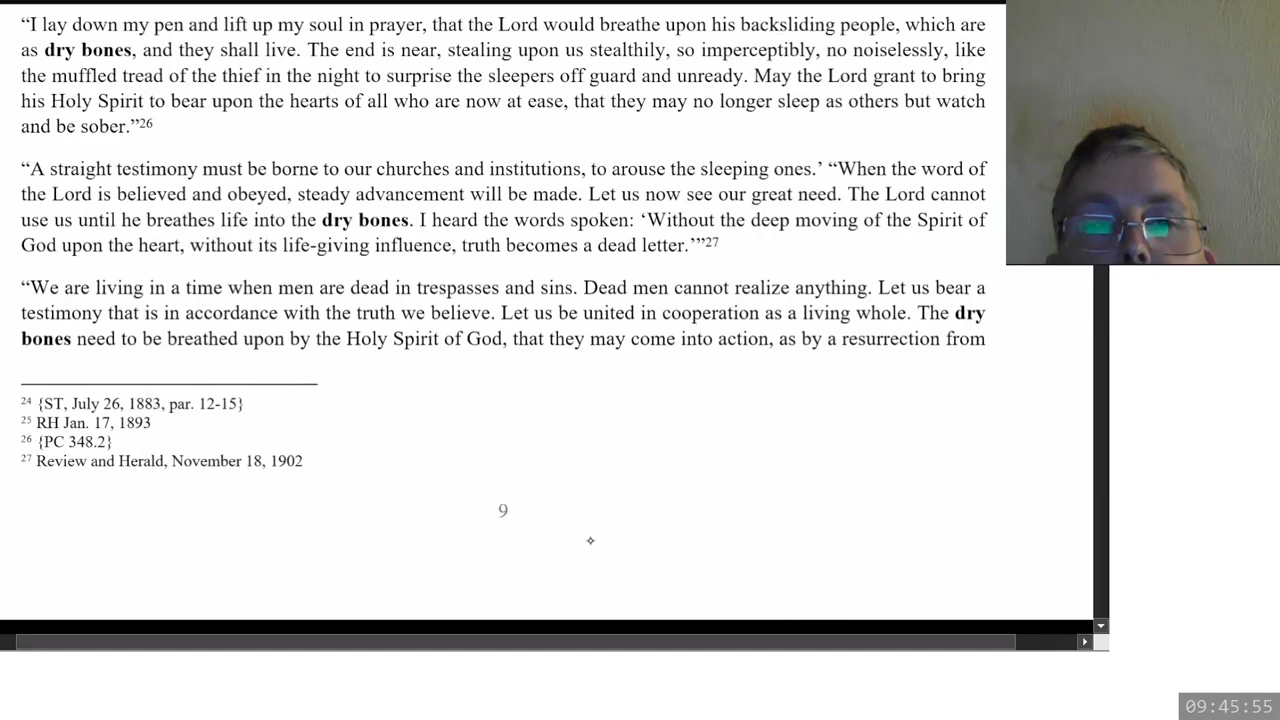 “I lay down my pen and lift up my soul in prayer, that the Lord would breathe upon his backsliding people, which are
as dry bones, and they shall live. The end is near, stealing upon us stealthily, so imperceptibly, no noiselessly, like
the muffled tread of the thief in the night to surprise the sleepers off guard and unready. May the Lord grant to bring
his Holy Spirit to bear upon the hearts of all who are now at ease, that they may no longer sleep as others but watch
and be sober.”26
“A straight testimony must be borne to our churches and institutions, to arouse the sleeping ones.’ “When the word of
the Lord is believed and obeyed, steady advancement will be made. Let us now see our great need. The Lord cannot
use us until he breathes life into the dry bones. I heard the words spoken: ‘Without the deep moving of the Spirit of
God upon the heart, without its life-giving influence, truth becomes a dead letter.’”27
“We are living in a time when men are dead in trespasses and sins. Dead men cannot realize anything. Let us bear a
testimony that is in accordance with the truth we believe. Let us be united in cooperation as a living whole. The dry
bones need to be breathed upon by the Holy Spirit of God, that they may come into action, as by a resurrection from
24 {ST, July 26, 1883, par. 12-15}
25 RH Jan. 17, 1893
26 {PC 348.2}
27 Review and Herald, November 18, 1902
9
09:45:55